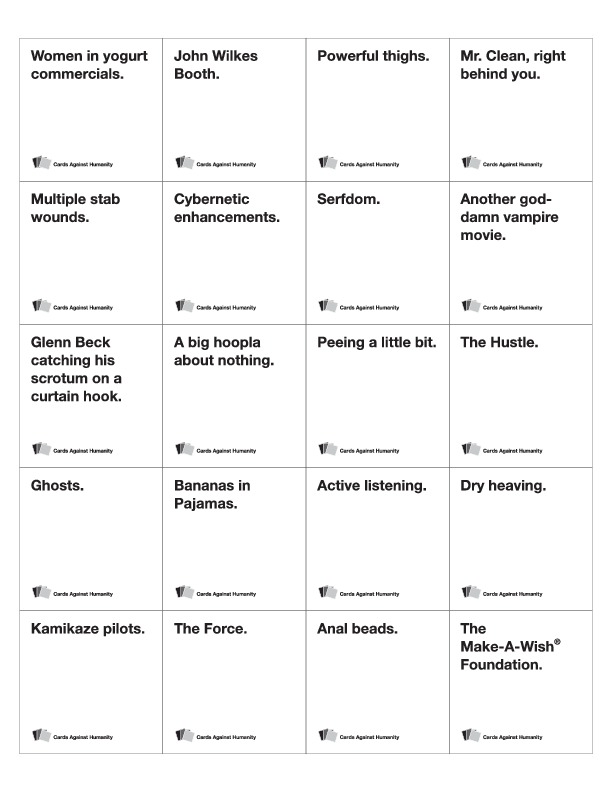 Women in yogurt
commercials.
Cards Against Humanity
John Wilkes
Booth.
Cards Against Humanity
Powerful thighs.
Cards Against Humanity
Mr. Clean, right
behind you.
Cards Against Humanity
Multiple stab
wounds.
Cards Against Humanity
Cybernetic
enhancements.
Cards Against Humanity
Serfdom.
Cards Against Humanity
Another god-
damn vampire
movie.
Cards Against Humanity
Glenn Beck
catching his
scrotum on a
curtain hook.
Cards Against Humanity
A big hoopla
about nothing.
Cards Against Humanity
Peeing a little bit.
Cards Against Humanity
The Hustle.
Cards Against Humanity
Ghosts.
Cards Against Humanity
Bananas in
Pajamas.
Cards Against Humanity
Active listening.
Cards Against Humanity
Dry heaving.
Cards Against Humanity
Kamikaze pilots.
Cards Against Humanity
The Force.
Cards Against Humanity
Anal beads.
Cards Against Humanity
The
Make-A-Wish®
Foundation.
Cards Against Humanity